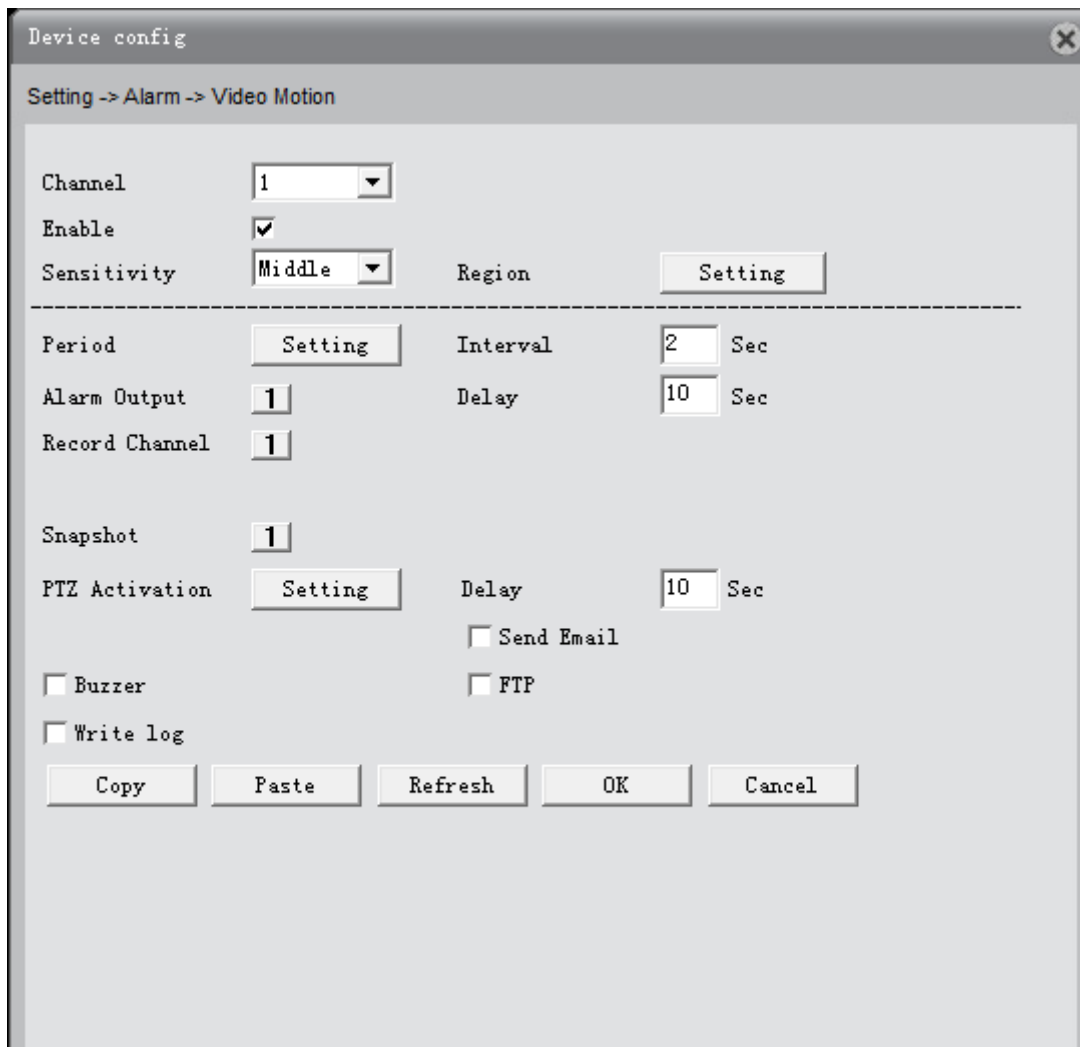 Device config
Setting -> Alarm -> Video Motion
Channel 1
Enable
Sensitivity Middle Region Setting
Period Setting Interval 2 Sec
Alarm Output 1 Delay 10 Sec
Record Channel 1
Snapshot 1
PTZ Activation Setting Delay 10 Sec
Send Email
Buzzer FTP
Write log
Copy Paste Refresh OK Cancel